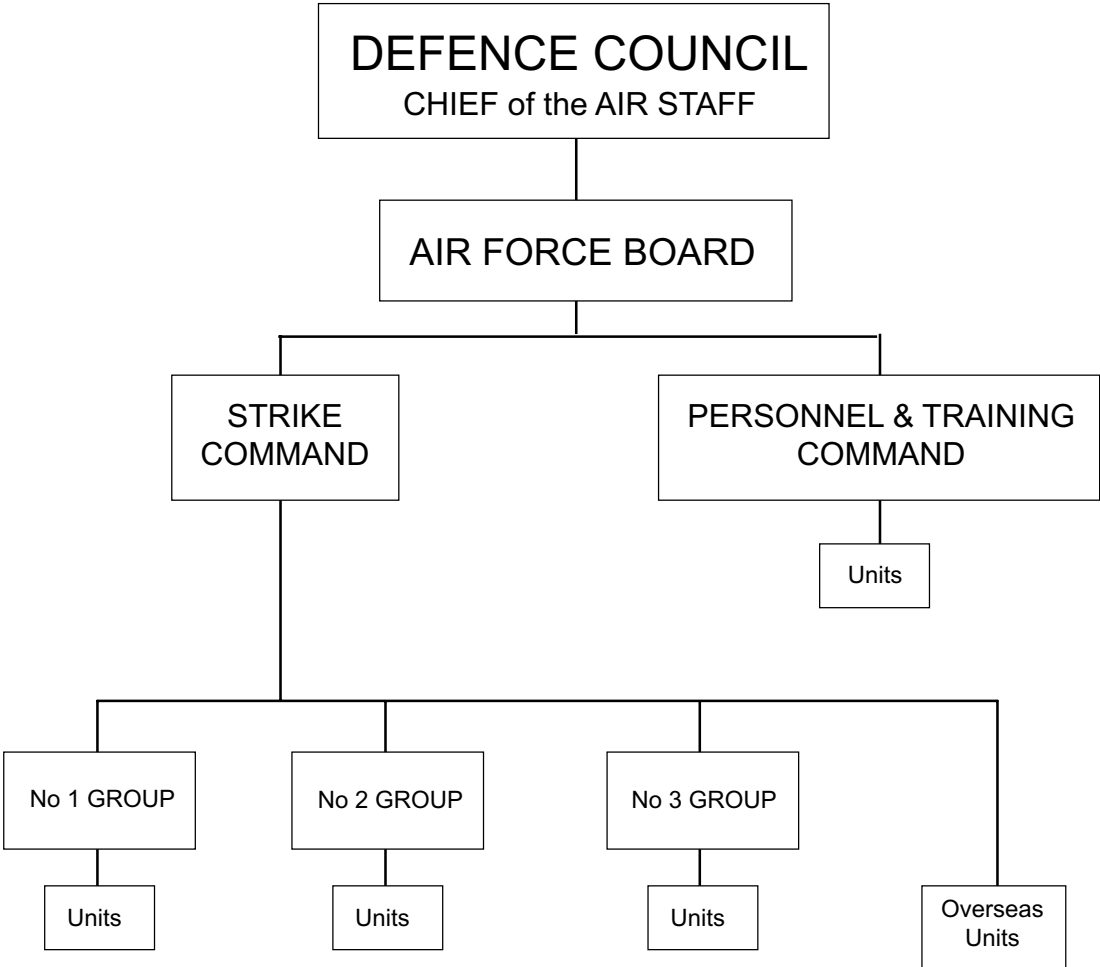 DEFENCE COUNCIL
CHIEF of the AIR STAFF
AIR FORCE BOARD
STRIKE
COMMAND
PERSONNEL & TRAINING
COMMAND
Units
No 1 GROUP
No 2 GROUP
No 3 GROUP
Units
Units
Units
Overseas
Units